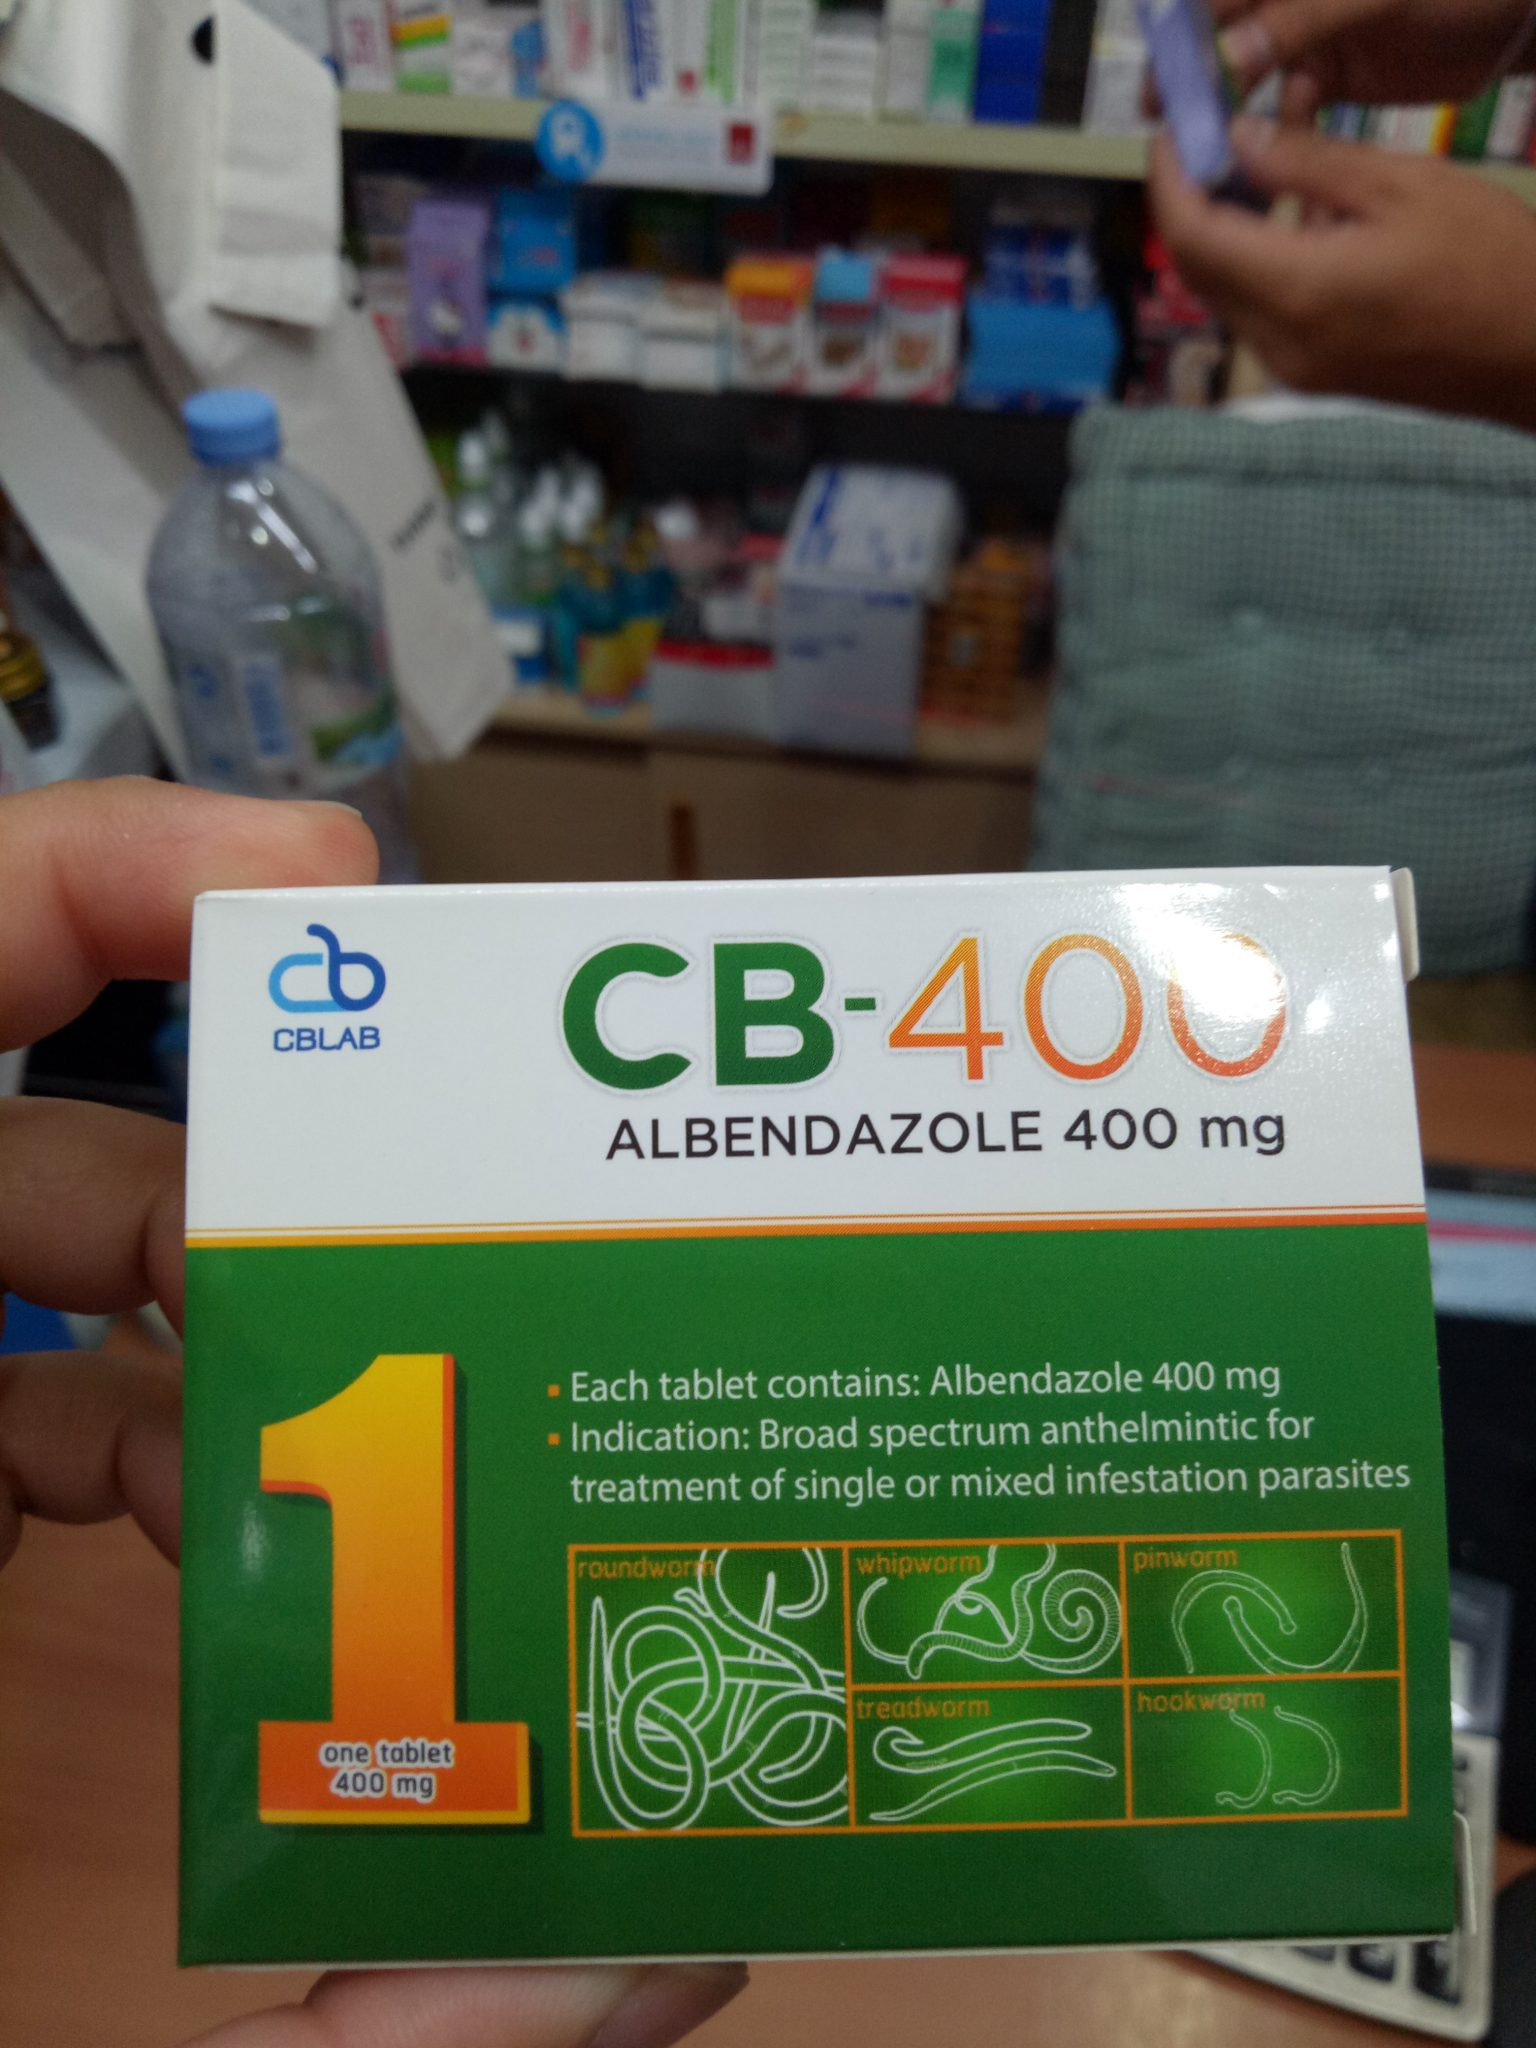 CBLAB
CB-400
ALBENDAZOLE 400 mg
▪ Each tablet contains: Albendazole 400 mg
▪ Indication: Broad spectrum anthelmintic for
treatment of single or mixed infestation parasites
roundworm
whipworm
pinworm
treadworm
hookworm
1
one tablet
400 mg